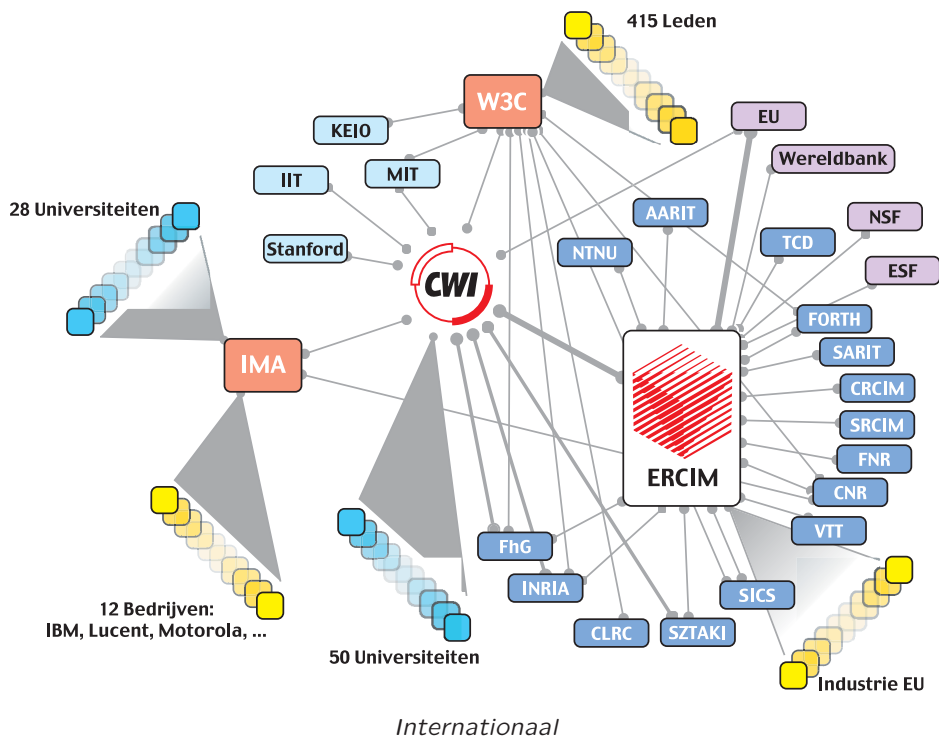 415 Leden
W3C
EU
KEIO
Wereldbank
MIT
IIT
AARIT
NSF
28 Universiteiten
TCD
Stanford
NTNU
ESF
CWI
FORTH
SARIT
IMA
CRCIM
SRCIM
FNR
ERCIM
CNR
VTT
FhG
INRIA
SICS
12 Bedrijven:
IBM, Lucent, Motorola, ...
CLRC
SZTAKI
50 Universiteiten
Industrie EU
Internationaal